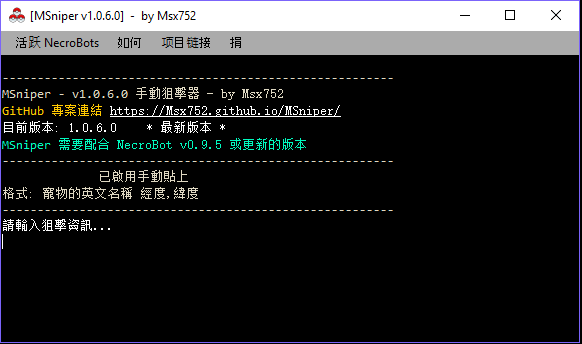 [MSniper v1.0.6.0] - by Msx752
活跃 NecroBots 如何 项目链接 捐
--------------------------------------------------------
MSniper - v1.0.6.0 手動狙擊器 - by Msx752
GitHub 專案連結 https://Msx752.github.io/MSniper/
目前版本: 1.0.6.0 * 最新版本 *
MSniper 需要配合 NecroBot v0.9.5 或更新的版本
--------------------------------------------------------
已啟用手動貼上
格式: 寵物的英文名稱 經度,緯度
--------------------------------------------------------
請輸入狙擊資訊...